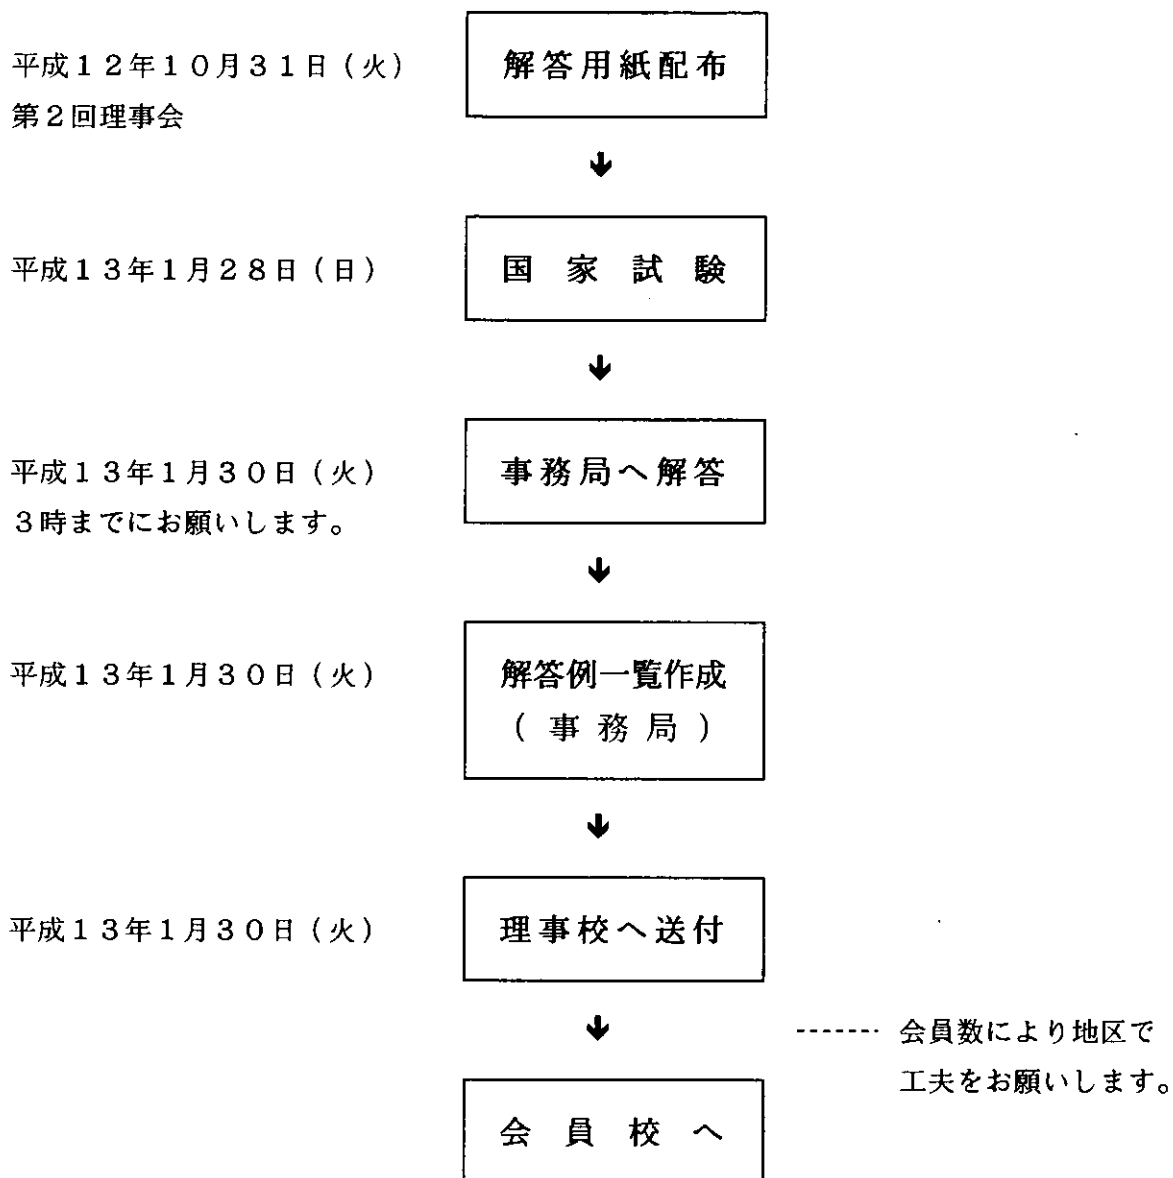 平成１２年１０月３１日（火）
第２回理事会
解答用紙配布
↓
平成１３年１月２８日（日）
国家試験
↓
平成１３年１月３０日（火）
３時までにお願いします。
事務局へ解答
↓
平成１３年１月３０日（火）
解答例一覧作成
（事務局）
↓
平成１３年１月３０日（火）
理事校へ送付
↓
------- 会員数により地区で
工夫をお願いします。
会員校へ